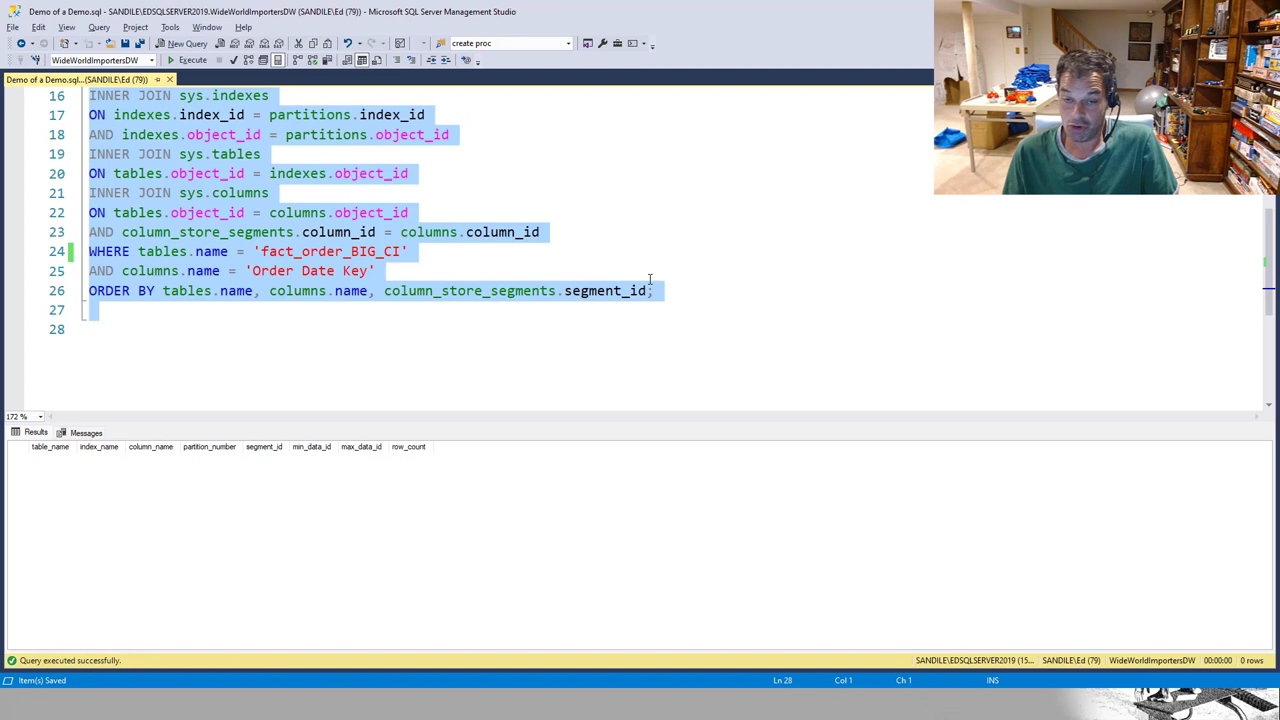 Demo of a Demo.sql - SANDILE\EDSQLSERVER2019.WideWorldImportersDW (SANDILE\Ed (79)) - Microsoft SQL Server Management Studio
File Edit View Query Project Tools Window Help
New Query create proc
WideWorldImportersDW Execute
Demo of a Demo.sql...(SANDILE\Ed (79))
16 INNER JOIN sys.indexes
17 ON indexes.index_id = partitions.index_id
18 AND indexes.object_id = partitions.object_id
19 INNER JOIN sys.tables
20 ON tables.object_id = indexes.object_id
21 INNER JOIN sys.columns
22 ON tables.object_id = columns.object_id
23 AND column_store_segments.column_id = columns.column_id
24 WHERE tables.name = 'fact_order_BIG_CI'
25 AND columns.name = 'Order Date Key'
26 ORDER BY tables.name, columns.name, column_store_segments.segment_id;
27
28
172 %
Results Messages
table_name index_name column_name partition_number segment_id min_data_id max_data_id row_count
Query executed successfully. SANDILE\EDSQLSERVER2019 (15... SANDILE\Ed (79) WideWorldImportersDW 00:00:00 0 rows
Item(s) Saved Ln 28 Col 1 Ch 1 INS